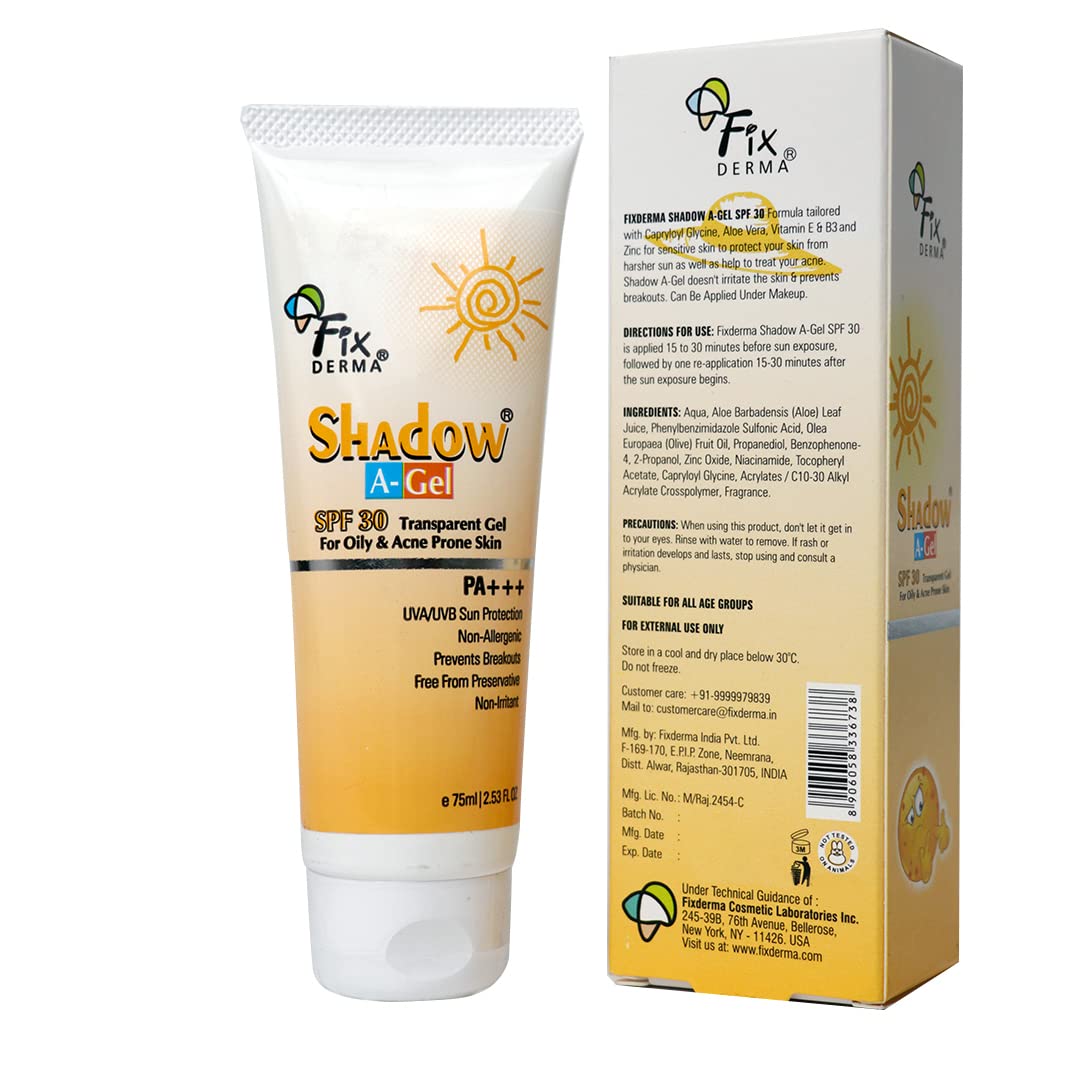 Fix
DERMA®
Shadow®
A-Gel
SPF 30 Transparent Gel
For Oily & Acne Prone Skin
PA+++
UVA/UVB Sun Protection
Non-Allergenic
Prevents Breakouts
Free From Preservative
Non-Irritant
e 75ml | 2.53 Fl. OZ
Fix
DERMA®
FIXDERMA SHADOW A-GEL SPF 30 Formula tailored
with Capryloyl Glycine, Aloe Vera, Vitamin E & B3 and
Zinc for sensitive skin to protect your skin from
harsher sun as well as help to treat your acne.
Shadow A-Gel doesn't irritate the skin & prevents
breakouts. Can Be Applied Under Makeup.
DIRECTIONS FOR USE: Fixderma Shadow A-Gel SPF 30
is applied 15 to 30 minutes before sun exposure,
followed by one re-application 15-30 minutes after
the sun exposure begins.
INGREDIENTS: Aqua, Aloe Barbadensis (Aloe) Leaf
Juice, Phenylbenzimidazole Sulfonic Acid, Olea
Europaea (Olive) Fruit Oil, Propanediol, Benzophenone-
4, 2-Propanol, Zinc Oxide, Niacinamide, Tocopheryl
Acetate, Capryloyl Glycine, Acrylates / C10-30 Alkyl
Acrylate Crosspolymer, Fragrance.
PRECAUTIONS: When using this product, don't let it get in
to your eyes. Rinse with water to remove. If rash or
irritation develops and lasts, stop using and consult a
physician.
SUITABLE FOR ALL AGE GROUPS
FOR EXTERNAL USE ONLY
Store in a cool and dry place below 30°C.
Do not freeze.
Customer care: +91-9999979839
Mail to: customercare@fixderma.in
Mfg. by: Fixderma India Pvt. Ltd.
F-169-170, E.P.I.P. Zone, Neemrana,
Distt. Alwar, Rajasthan-301705, INDIA
Mfg. Lic. No.: M/Raj.2454-C
Batch No. :
Mfg. Date :
Exp. Date :
8 906058 336738
3M
NOT TESTED
ON ANIMALS
Under Technical Guidance of :
Fixderma Cosmetic Laboratories Inc.
245-39B, 76th Avenue, Bellerose,
New York, NY - 11426. USA
Visit us at: www.fixderma.com
Fix
DERMA®
Shadow®
A-Gel
SPF 30 Transparent Gel
For Oily & Acne Prone Skin